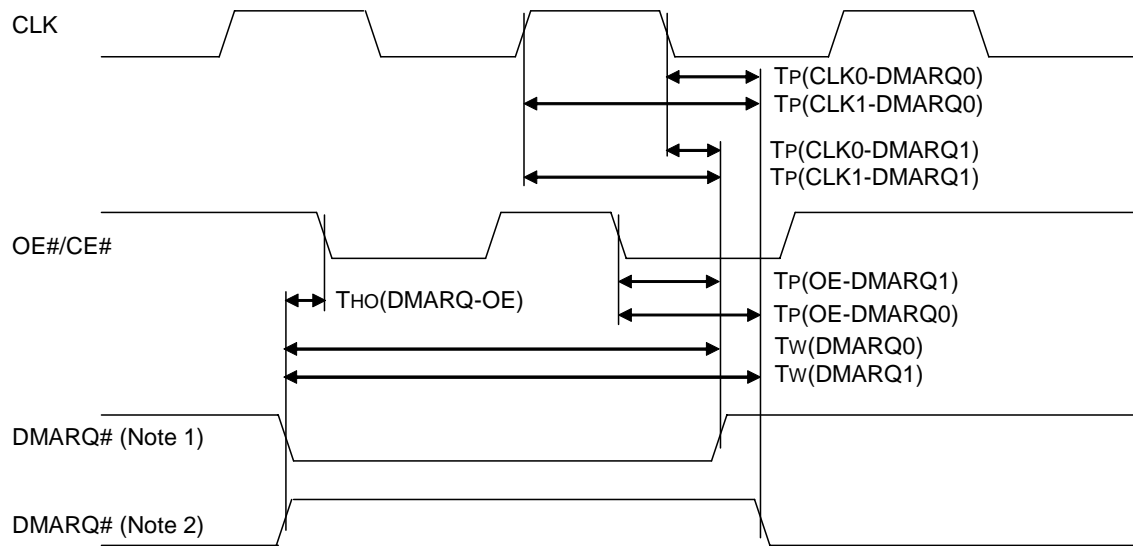 CLK
TP(CLK0-DMARQ0)
TP(CLK1-DMARQ0)
TP(CLK0-DMARQ1)
TP(CLK1-DMARQ1)
OE#/CE#
TP(OE-DMARQ1)
THO(DMARQ-OE)
TP(OE-DMARQ0)
TW(DMARQ0)
TW(DMARQ1)
DMARQ# (Note 1)
DMARQ# (Note 2)